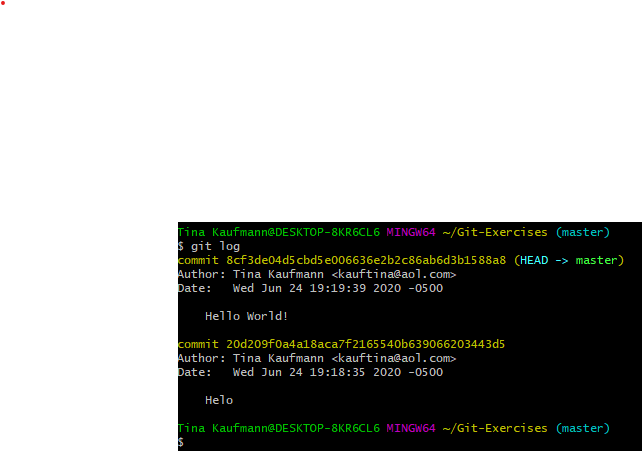 Tina Kaufmann@DESKTOP-8KR6CL6 MINGW64 ~/Git-Exercises (master)
$ git log
commit 8cf3de04d5cbd5e006636e2b2c86ab6d3b1588a8 (HEAD -> master)
Author: Tina Kaufmann <kauftina@aol.com>
Date:   Wed Jun 24 19:19:39 2020 -0500
    Hello World!
commit 20d209f0a4a18aca7f2165540b639066203443d5
Author: Tina Kaufmann <kauftina@aol.com>
Date:   Wed Jun 24 19:18:35 2020 -0500
    Helo
Tina Kaufmann@DESKTOP-8KR6CL6 MINGW64 ~/Git-Exercises (master)
$